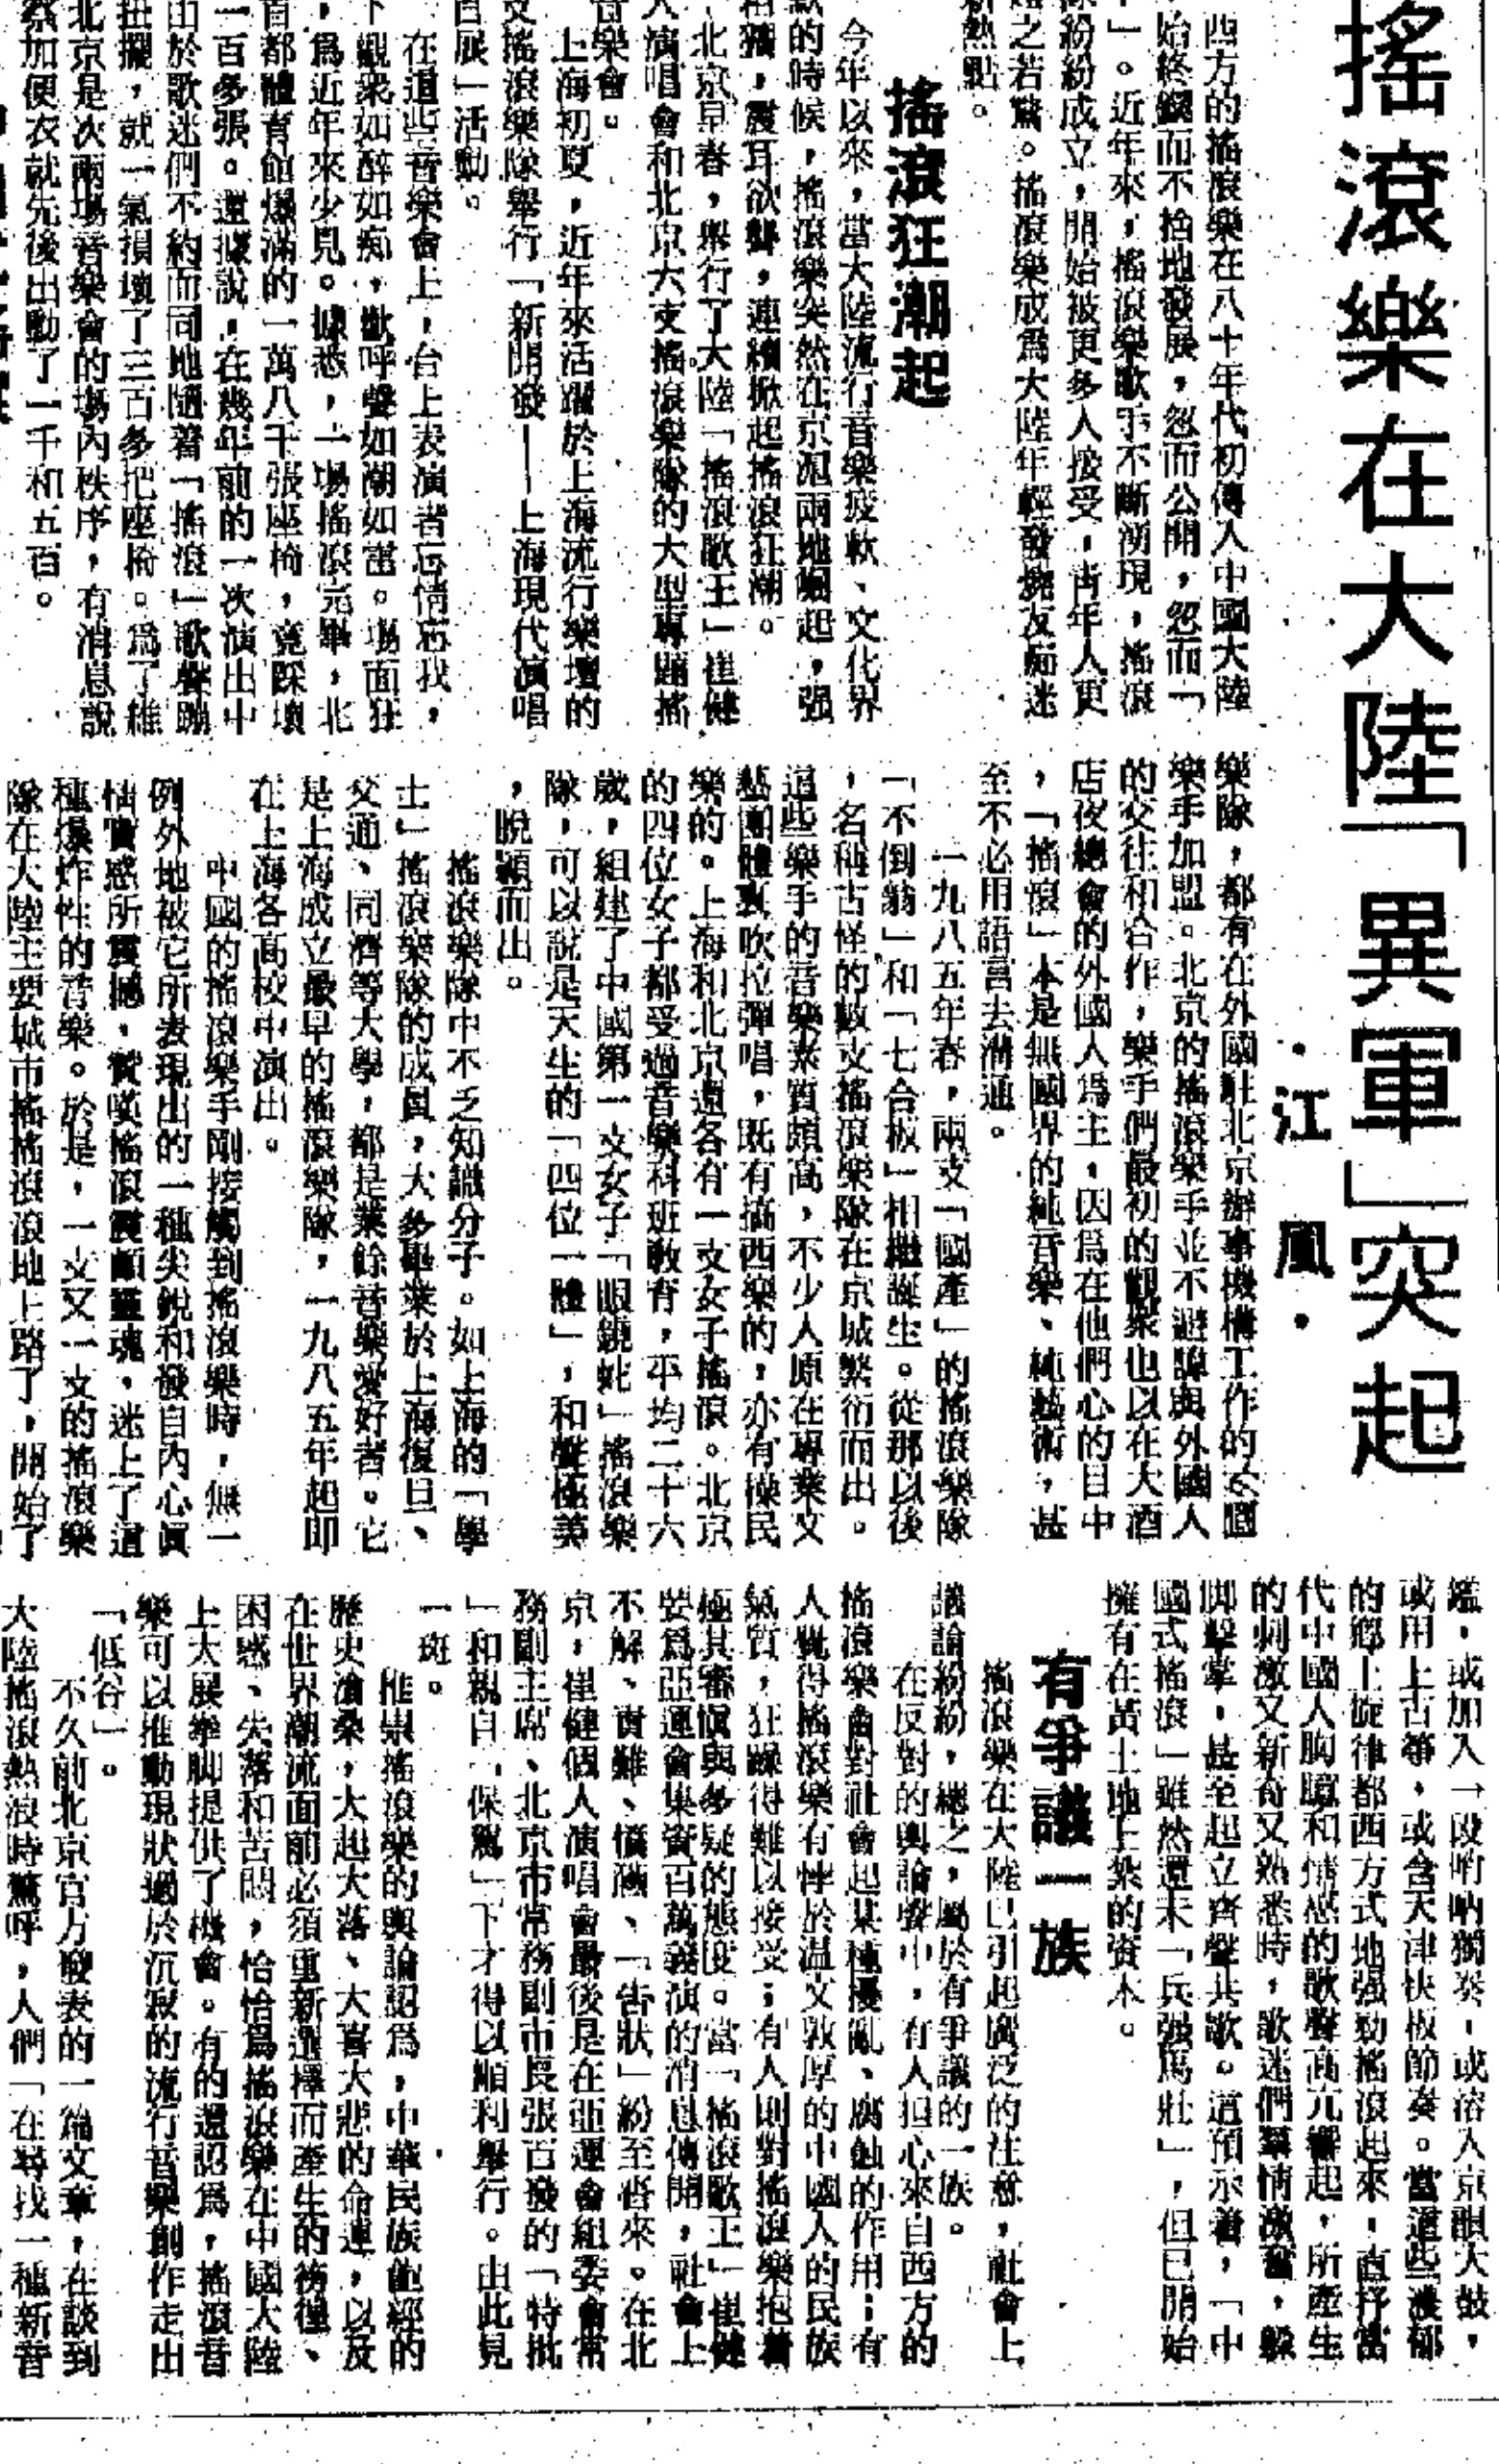 搖滾樂在大陸「異軍」突起
·江風·
四方的搖滾樂在八十年代初傳入中國大陸
始終鍥而不捨地發展,忽而公開,忽而「
」。近年來,搖滾樂歌手不斷湧現,搖滾
隊紛紛成立,開始被更多人接受,青年人更
之若鶩。搖滾樂成為大陸年輕發燒友痴迷
新熱點。
搖滾狂潮起
今年以來,當大陸流行音樂疲軟、文化界
默的時候,搖滾樂突然在京滬兩地崛起,强
粗獷,震耳欲聾,連續掀起搖滾狂潮。
北京早春,舉行了大陸「搖滾歌王」崔健
人演唱會和北京六支搖滾樂隊的大型專題搖
音樂會。
上海初夏,近年來活躍於上海流行樂壇的
支搖滾樂隊舉行「新開發——上海現代演唱
自展」活動。
在這些音樂會上,台上表演者忘情忘我,
下觀衆如醉如痴,歡呼聲如潮如雷。場面狂
,爲近年來少見。據悉,一場搖滾完畢,北
首都體育館爆滿的一萬八千張座椅,竟踩壞
一百多張。還據說,在幾年前的一次演出中
由於歌迷們不約而同地隨着「搖滾」歌聲蹦
扭擺,就一氣損壞了三百多把座椅。爲了維
北京是次兩場音樂會的場內秩序,有消息說
察加便衣就先後出動了一千和五百。
樂隊,都有在外國駐北京辦事機構工作的
樂手加盟。北京的搖滾樂手並不避諱與外國人
的交往和合作,樂手們最初的觀衆也以在大酒
店夜總會的外國人爲主,因爲在他們心的目中
,「搖滾」本是無國界的純音樂、純藝術,甚
至不必用語言去溝通。
一九八五年春,兩支「國產」的搖滾樂隊
「不倒翁」和「七合板」相繼誕生。從那以後
,名稱古怪的數支搖滾樂隊在京城繁衍而出。
這些樂手的音樂素質頗高,不少人原在專業文
藝團體裏吹拉彈唱,既有搞西樂的,亦有操民
樂的。上海和北京還各有一支女子搖滾。北京
的四位女子都受過音樂科班教育,平均二十六
歲,組建了中國第一支女子「眼鏡蛇」搖滾樂
隊,可以說是天生的「四位一體」,和聲極美
,脫穎而出。
搖滾樂隊中不乏知識分子。如上海的「學
士」搖滾樂隊的成員,大多畢業於上海復旦、
交通、同濟等大學,都是業餘音樂愛好者。它
是上海成立最早的搖滾樂隊,一九八五年起即
在上海各高校中演出。
中國的搖滾樂手剛接觸到搖滾樂時,無一
例外地被它所表現出的一種尖銳和發自內心眞
情實感所震撼,贊嘆搖滾震顫靈魂,迷上了這
種爆炸性的音樂。於是,一支又一支的搖滾樂
隊在大陸主要城市搖搖滾滾地上路了,開始了
,或加入一段嗩吶獨奏,或溶入京韻大鼓,
或用上古箏,或含天津快板節奏。當這些濃郁
的鄉土旋律都西方式地强勁搖滾起來,直抒當
代中國人胸臆和情感的歌聲高亢響起,所產生
的刺激又新奇又熟悉時,歌迷們羣情激奮,躁
脚擊掌,甚至起立齊聲共歌。這預示着,「中
國式搖滾」雖然還未「兵强馬壯」,但已開始
擁有在黃土地上紮的資本。
有爭議一族
搖滾樂在大陸已引起廣泛的注意,社會上
議論紛紛,總之,屬於有爭議的一族。
在反對的輿論聲中,有人担心來自西方的
搖滾樂曲對社會起某種擾亂、腐蝕的作用;有
人覺得搖滾樂有悖於温文敦厚的中國人的民族
氣質,狂躁得難以接受;有人則對搖滾樂抱着
極其審愼與多疑的態度。當「搖滾歌王」崔健
要爲亞運會集資百萬義演的消息傳開,社會上
不解、責難、憤慨、「告狀」紛至沓來。在北
京,崔健個人演唱會最後是在亞運會組委會常
務副主席、北京市常務副市長張百發的「特批
」和親自「保駕」下才得以順利舉行。由此見
一斑。
推崇搖滾樂的輿論認爲,中華民族飽經的
歷史滄桑,大起大落、大喜大悲的命運,以及
在世界潮流面前必須重新選擇而產生的徬徨、
困惑、失落和苦悶,恰恰爲搖滾樂在中國大陸
上大展拳脚提供了機會。有的還認爲,搖滾音
樂可以推動現狀過於沉寂的流行音樂創作走出
「低谷」。
不久前北京官方發表的一篇文章,在談到
大陸搖滾熱浪時驚呼,人們「在尋找一種新音